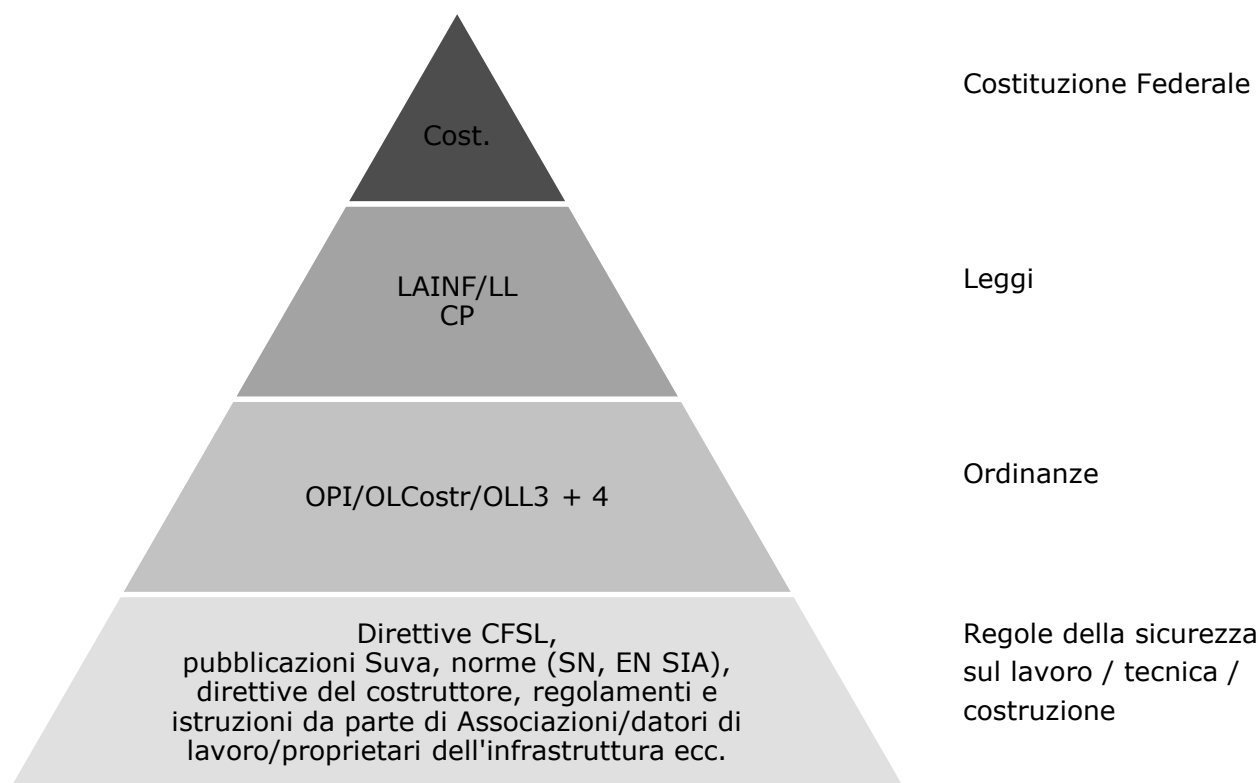 Cost.
Costituzione Federale
LAINF/LL
CP
Leggi
OPI/OLCostr/OLL3 + 4
Ordinanze
Direttive CFSL,
pubblicazioni Suva, norme (SN, EN SIA),
direttive del costruttore, regolamenti e
istruzioni da parte di Associazioni/datori di
lavoro/proprietari dell'infrastruttura ecc.
Regole della sicurezza
sul lavoro / tecnica /
costruzione